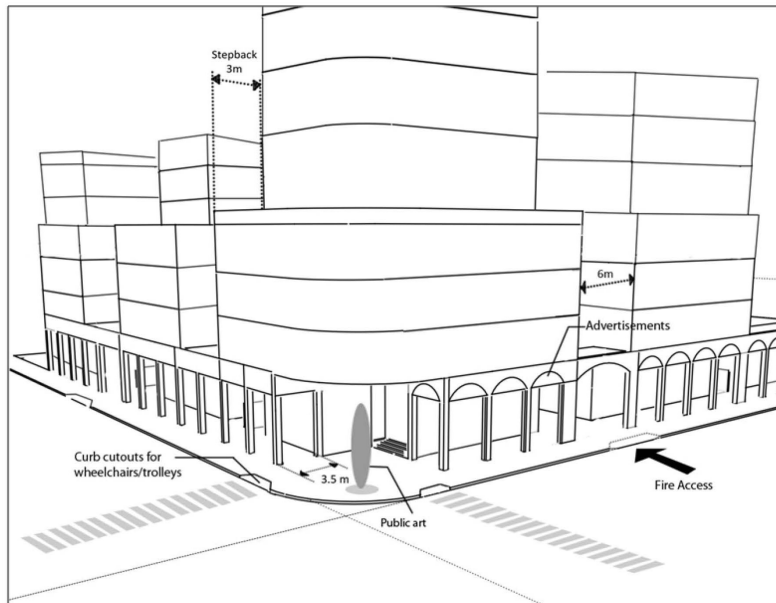 Stepback
3m
6m
Advertisements
Curb cutouts for
wheelchairs/trolleys
3.5 m
Public art
Fire Access